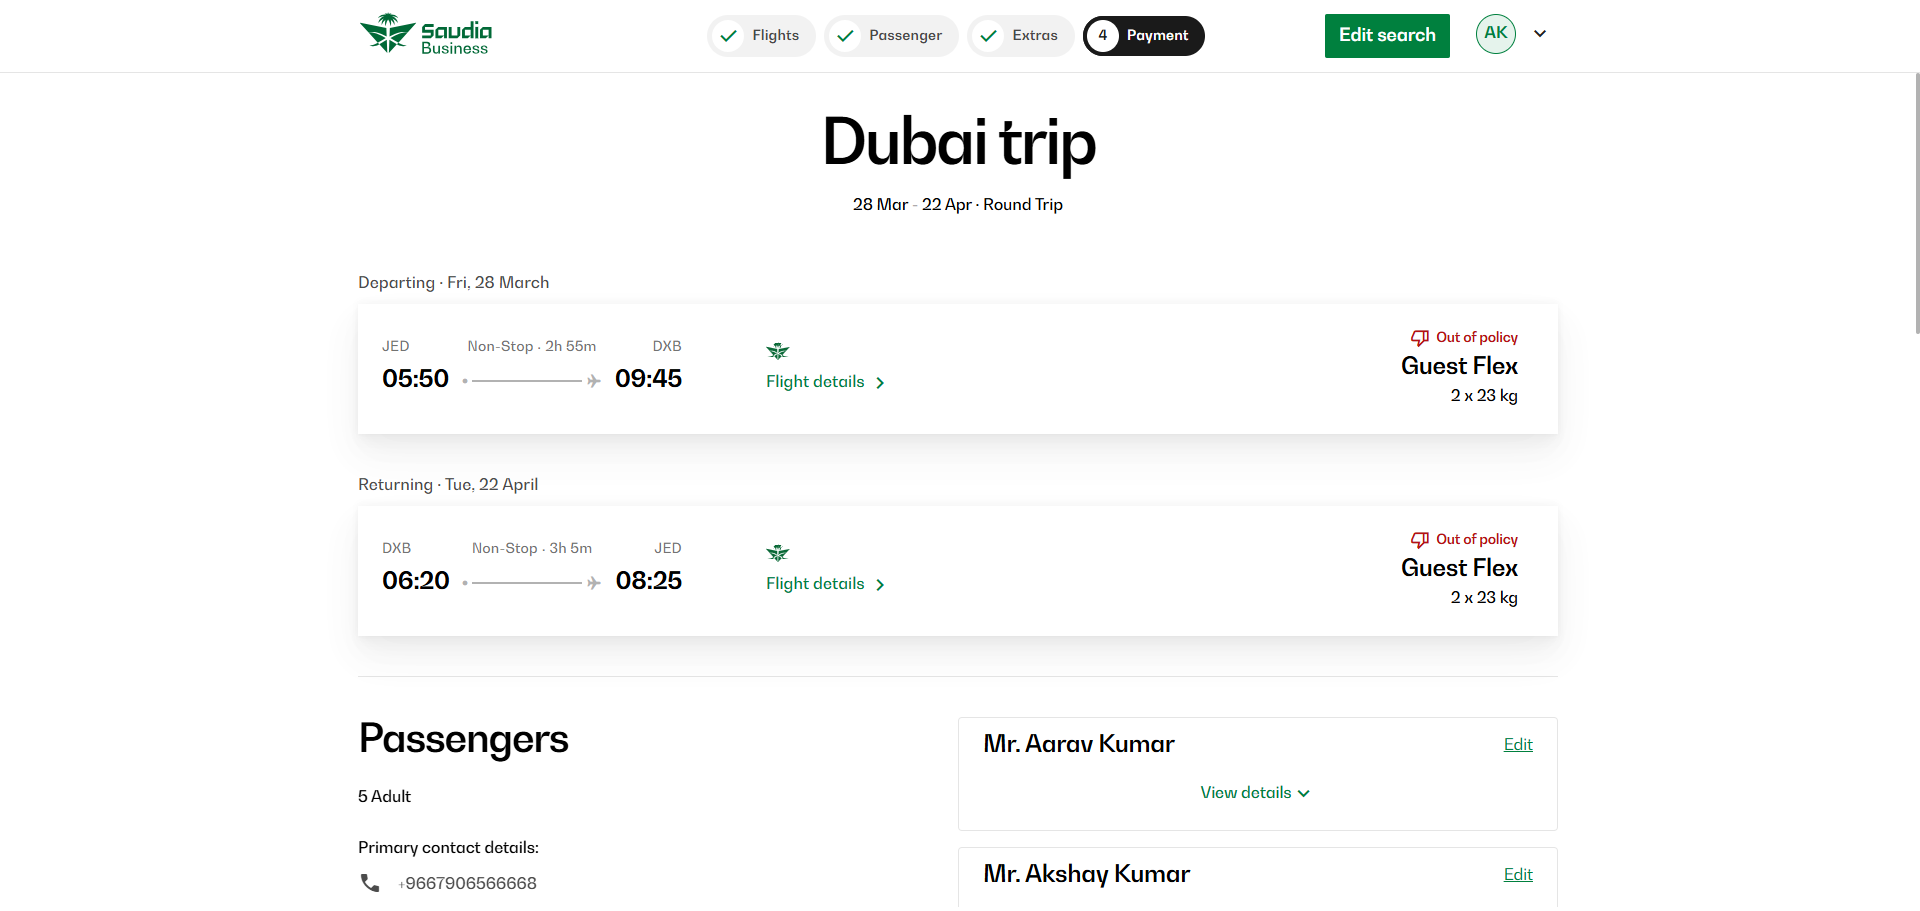 Saudia
Business
Flights
Passenger
Extras
4 Payment
Edit search
AK
Dubai trip
28 Mar - 22 Apr · Round Trip
Departing · Fri, 28 March
JED Non-Stop · 2h 55m DXB
05:50 09:45
Flight details
Out of policy
Guest Flex
2 x 23 kg
Returning · Tue, 22 April
DXB Non-Stop · 3h 5m JED
06:20 08:25
Flight details
Out of policy
Guest Flex
2 x 23 kg
Passengers
5 Adult
Primary contact details:
+9667906566668
Mr. Aarav Kumar
Edit
View details
Mr. Akshay Kumar
Edit